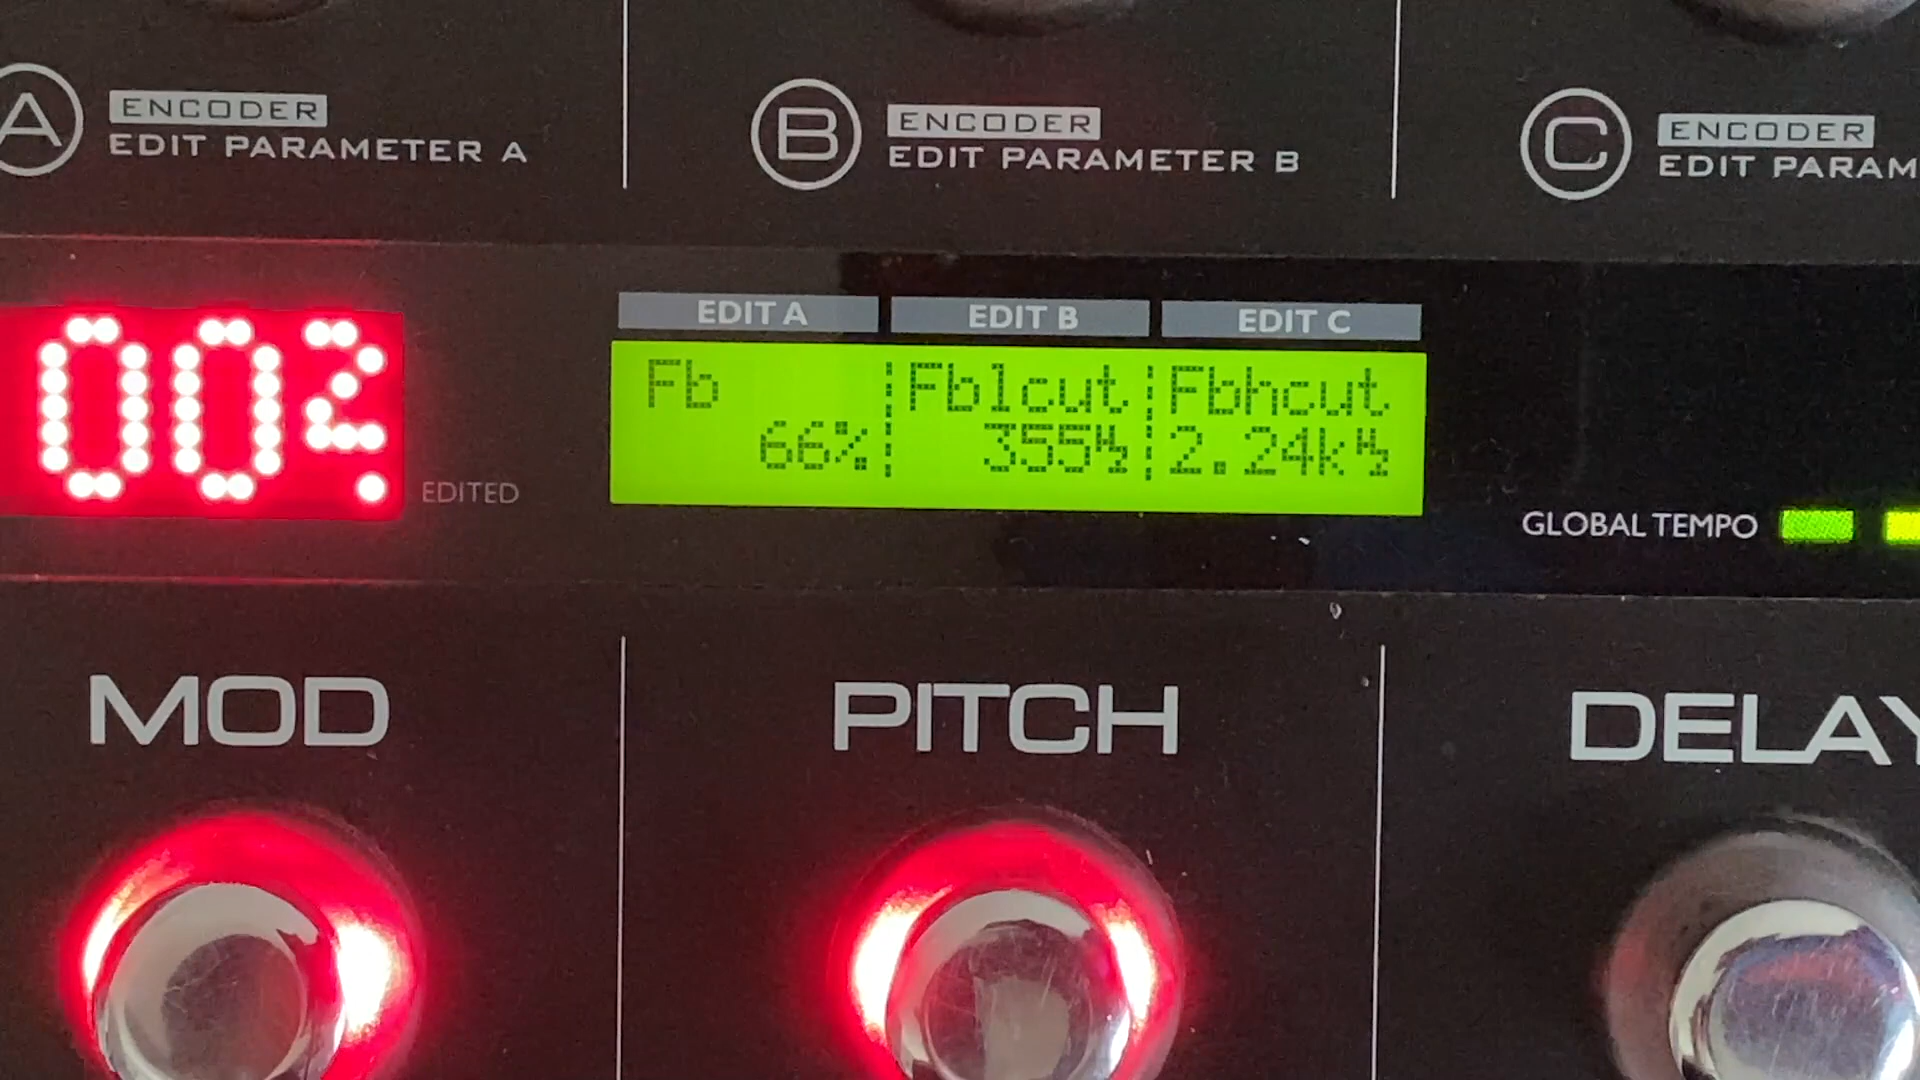 A ENCODER
EDIT PARAMETER A
B ENCODER
EDIT PARAMETER B
C ENCODER
EDIT PARAM
EDIT A EDIT B EDIT C
Fb Fblcut Fbhcut
66% 355Hz 2.24kHz
002.
EDITED
GLOBAL TEMPO
MOD
PITCH
DELAY